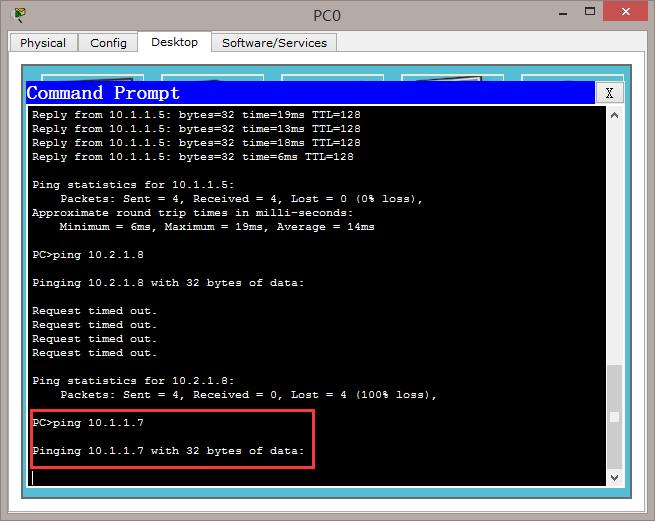 PC0
Physical Config Desktop Software/Services
Command Prompt X
Reply from 10.1.1.5: bytes=32 time=19ms TTL=128
Reply from 10.1.1.5: bytes=32 time=13ms TTL=128
Reply from 10.1.1.5: bytes=32 time=18ms TTL=128
Reply from 10.1.1.5: bytes=32 time=6ms TTL=128
Ping statistics for 10.1.1.5:
Packets: Sent = 4, Received = 4, Lost = 0 (0% loss),
Approximate round trip times in milli-seconds:
Minimum = 6ms, Maximum = 19ms, Average = 14ms
PC>ping 10.2.1.8
Pinging 10.2.1.8 with 32 bytes of data:
Request timed out.
Request timed out.
Request timed out.
Request timed out.
Ping statistics for 10.2.1.8:
Packets: Sent = 4, Received = 0, Lost = 4 (100% loss),
PC>ping 10.1.1.7
Pinging 10.1.1.7 with 32 bytes of data: